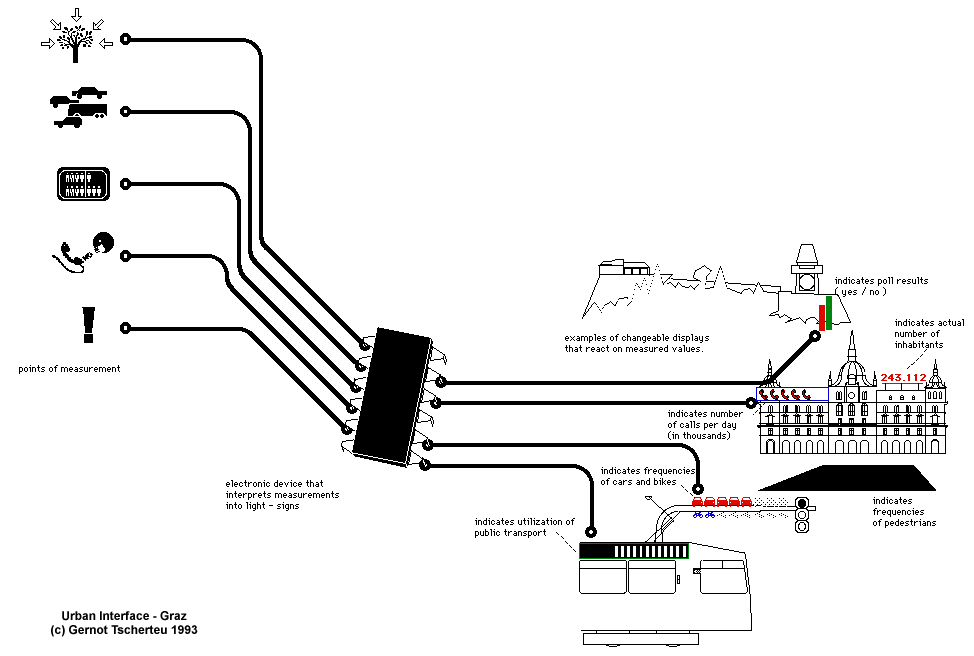 indicates poll results
( yes / no )
indicates actual
number of
inhabitants
examples of changeable displays
that react on measured values.
points of measurement
243.112
indicates number
of calls per day
(in thousands)
indicates frequencies
of cars and bikes
electronic device that
interprets measurements
into light - signs
indicates
frequencies
of pedestrians
indicates utilization of
public transport
Urban Interface - Graz
(c) Gernot Tscherteu 1993